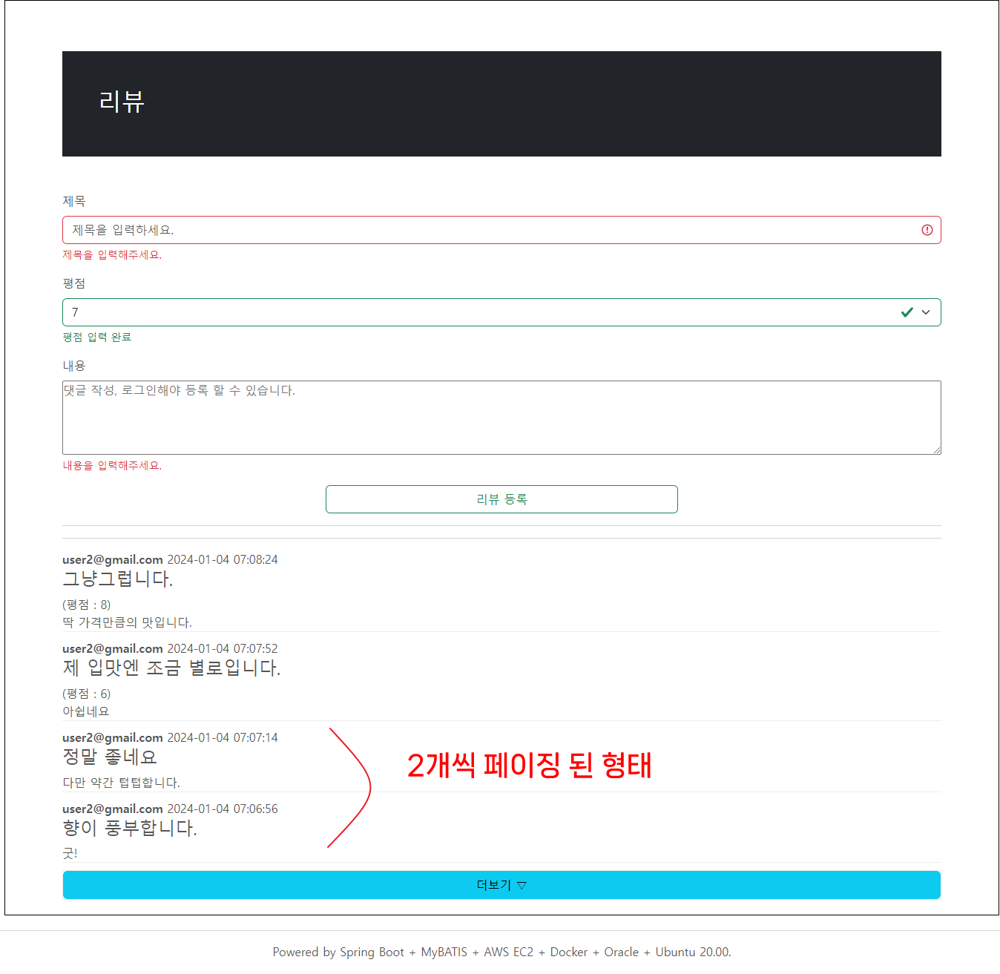 리뷰
제목
제목을 입력하세요.
제목을 입력해주세요.
평점
7
평점 입력 완료
내용
댓글 작성, 로그인해야 등록 할 수 있습니다.
내용을 입력해주세요.
리뷰 등록
user2@gmail.com 2024-01-04 07:08:24
그냥그럽니다.
(평점 : 8)
딱 가격만큼의 맛입니다.
user2@gmail.com 2024-01-04 07:07:52
제 입맛엔 조금 별로입니다.
(평점 : 6)
아쉽네요
user2@gmail.com 2024-01-04 07:07:14
정말 좋네요
2개씩 페이징 된 형태
다만 약간 텁텁합니다.
user2@gmail.com 2024-01-04 07:06:56
향이 풍부합니다.
굿!
더보기 ▽
Powered by Spring Boot + MyBATIS + AWS EC2 + Docker + Oracle + Ubuntu 20.00.